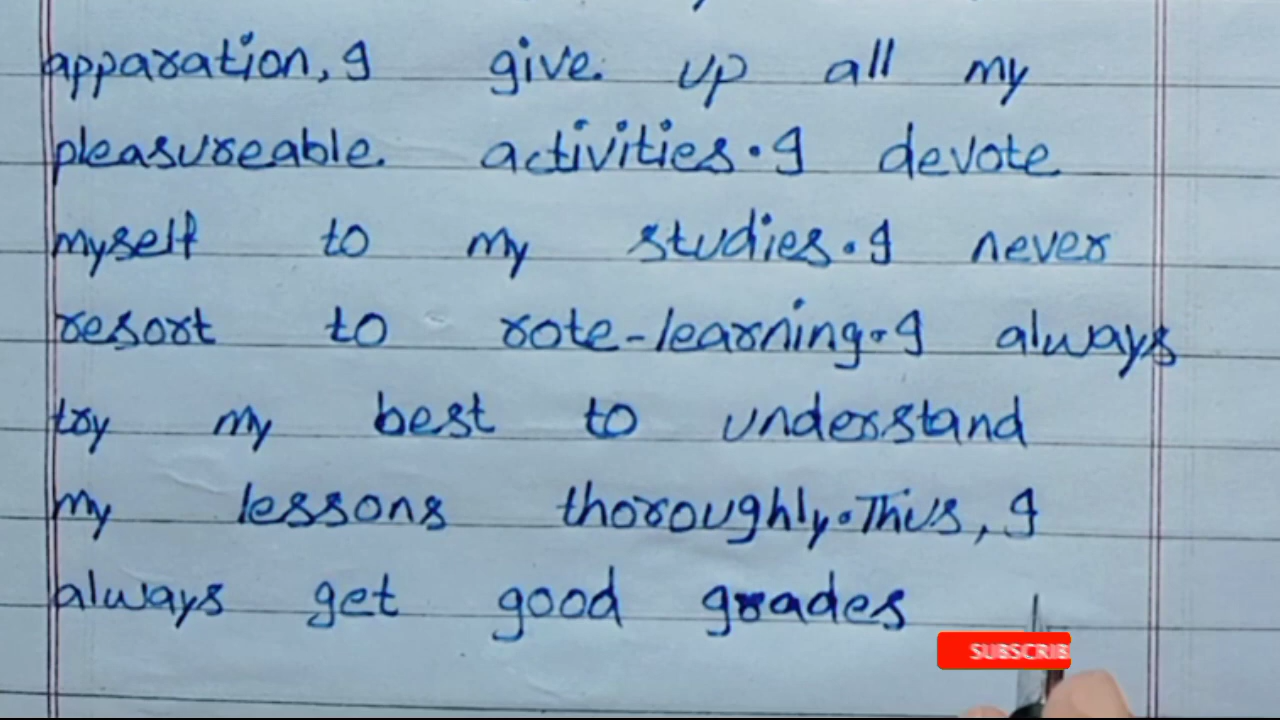 apparation, I give up all my
pleasureable activities. I devote
myself to my studies. I never
resort to rote-learning. I always
try my best to understand
my lessons thoroughly. Thus, I
always get good grades
SUBSCRIB